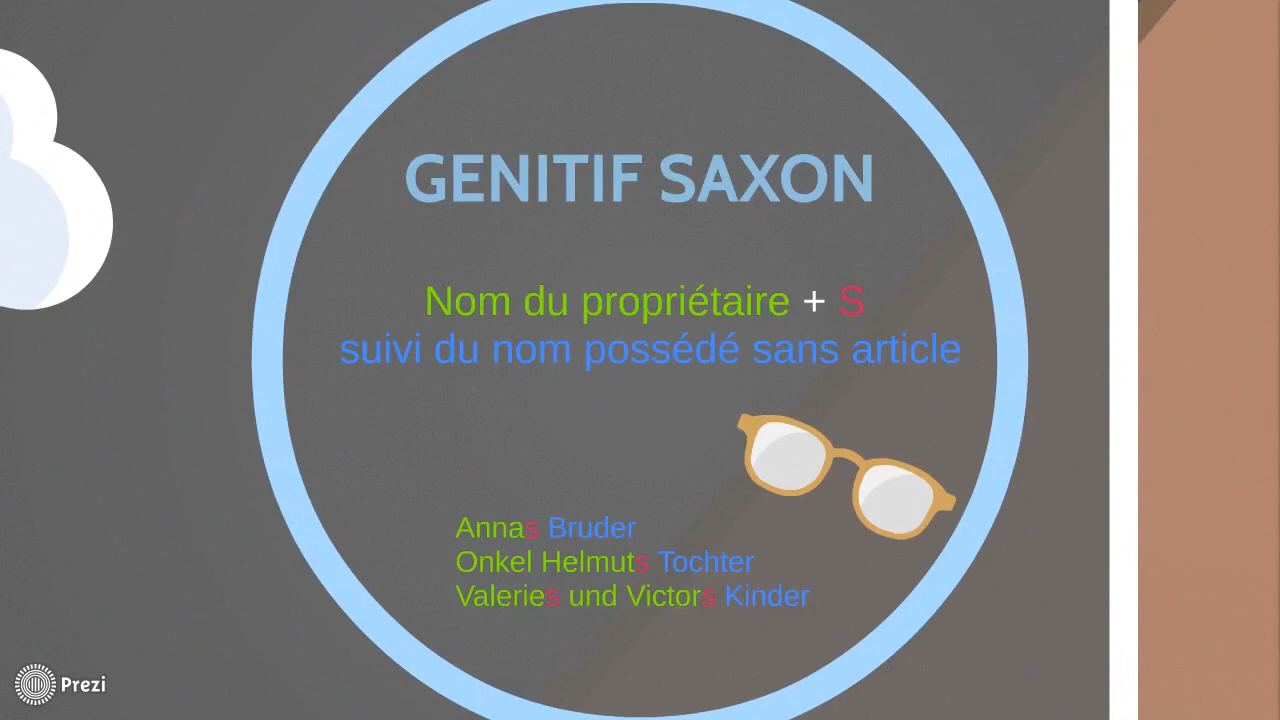 GENITIF SAXON
Nom du propriétaire + S
suivi du nom possédé sans article
Annas Bruder
Onkel Helmuts Tochter
Valeries und Victors Kinder
Prezi